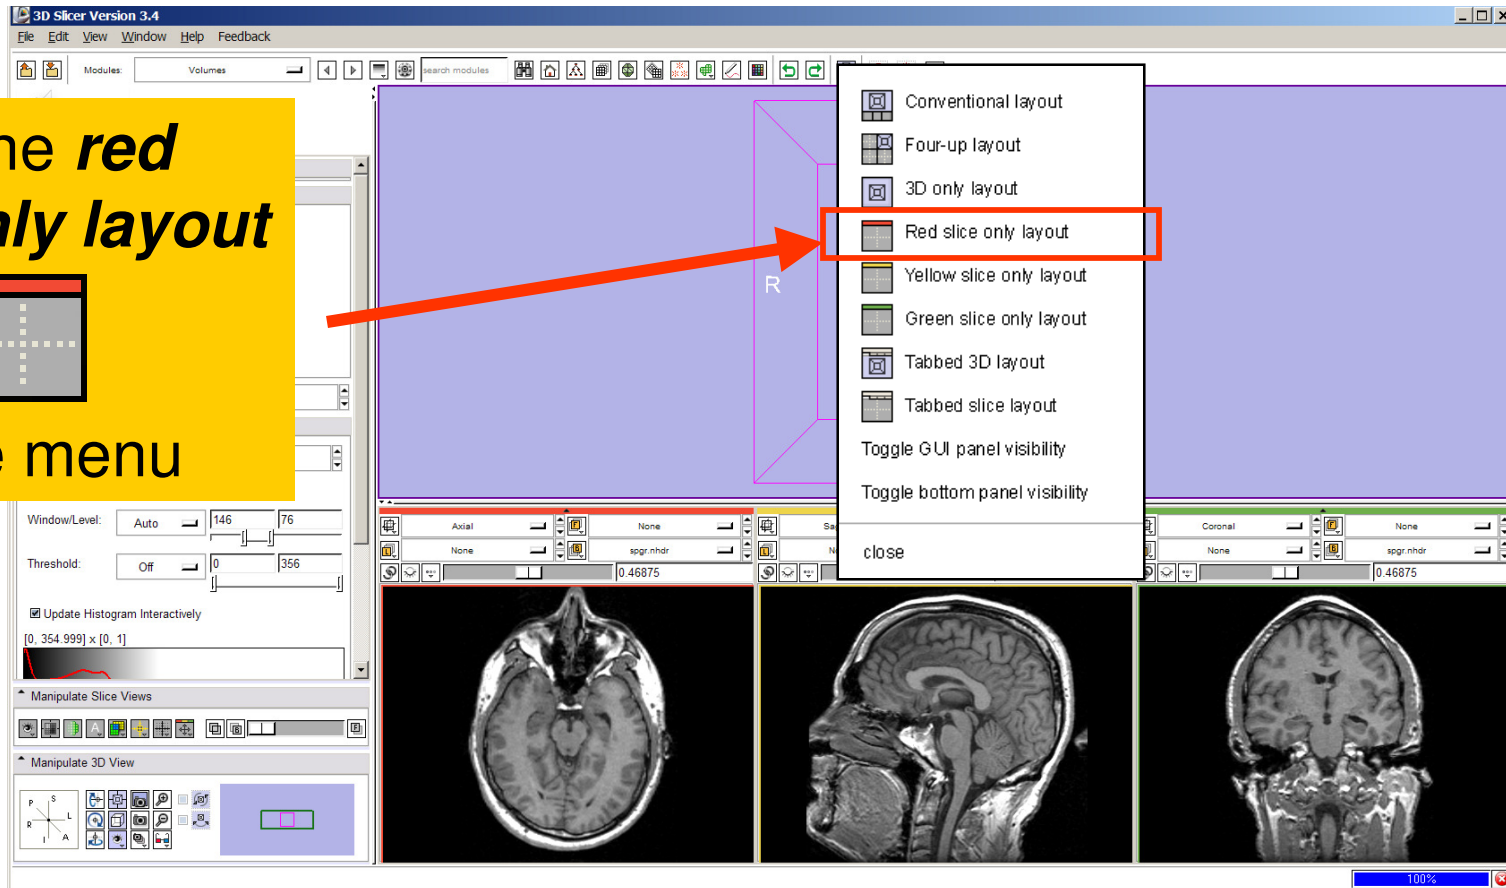 3D Slicer Version 3.4
File Edit View Window Help Feedback
Modules: Volumes search modules
ne red
nly layout
e menu
Conventional layout
Four-up layout
3D only layout
Red slice only layout
Yellow slice only layout
Green slice only layout
Tabbed 3D layout
Tabbed slice layout
Toggle GUI panel visibility
Toggle bottom panel visibility
close
R
Window/Level: Auto 146 76
Threshold: Off 0 356
Update Histogram Interactively
[0, 354.999] x [0, 1]
Manipulate Slice Views
Manipulate 3D View
P S
R L
I A
Axial None
None spgr.nhdr
0.46875
Sa
N
Coronal None
None spgr.nhdr
0.46875
100%